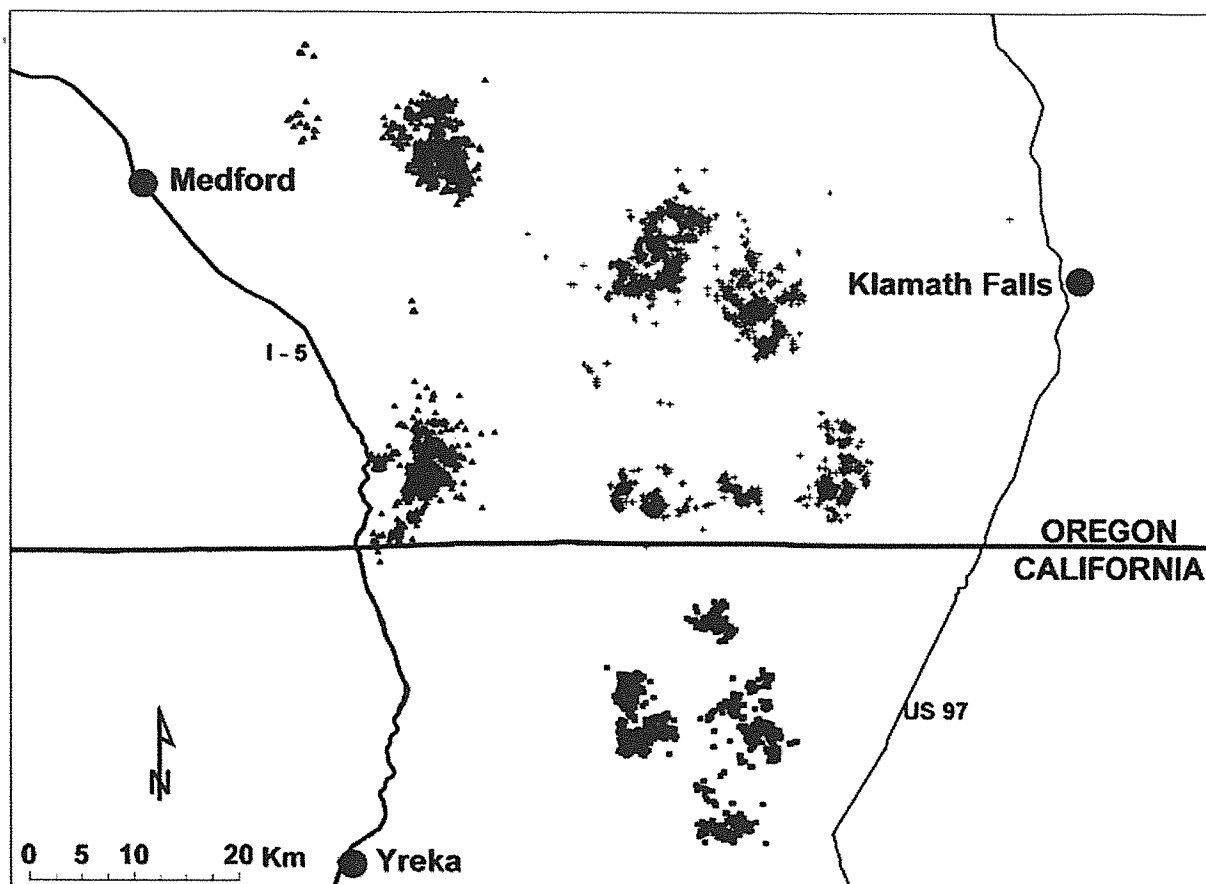 Medford
Klamath Falls
I - 5
OREGON
CALIFORNIA
US 97
N
0 5 10 20 Km
Yreka